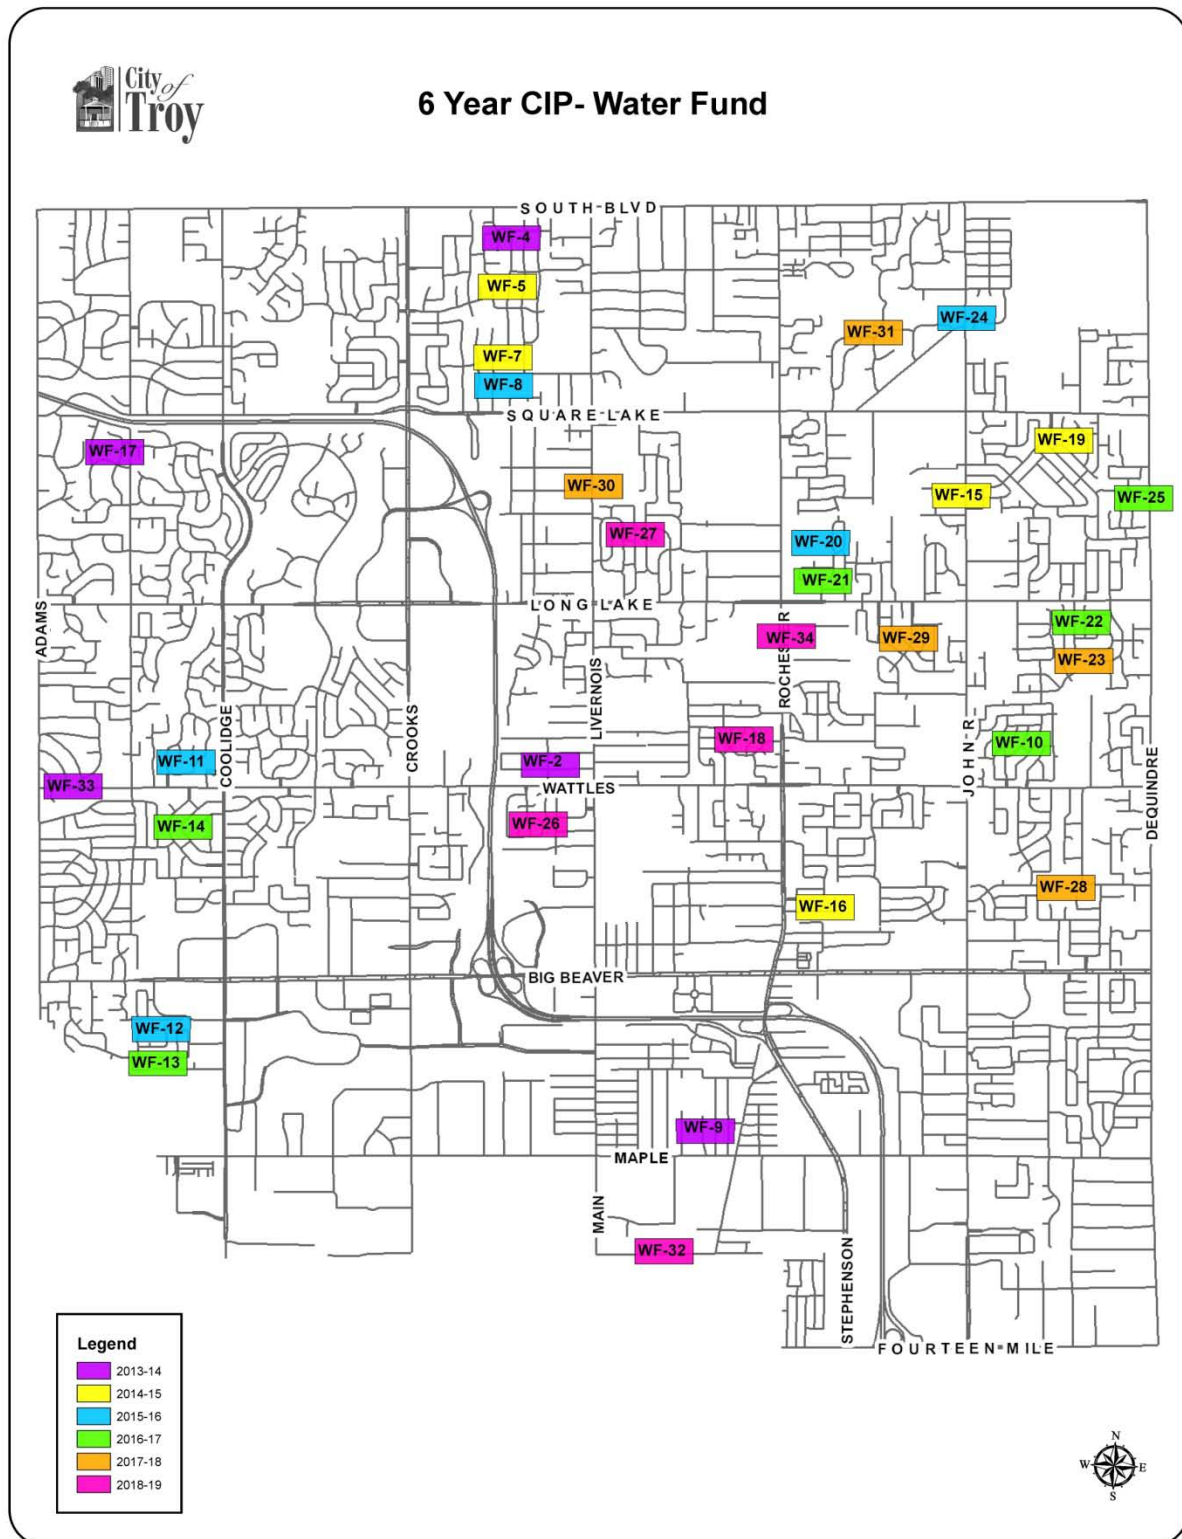 City of
Troy
6 Year CIP- Water Fund
SOUTH BLVD
WF-4
WF-5
WF-24
WF-31
WF-7
WF-8
SQUARE LAKE
WF-19
WF-17
WF-30
WF-15
WF-25
WF-27
WF-20
WF-21
LONG LAKE
ADAMS
WF-22
WF-34
WF-29
WF-23
LIVERNOIS
ROCHESTER
COOLIDGE
CROOKS
WF-18
WF-10
JOHN R
WF-11
WF-2
WF-33
WATTLES
DEQUINDRE
WF-26
WF-14
WF-28
WF-16
BIG BEAVER
WF-12
WF-13
WF-9
MAPLE
MAIN
WF-32
STEPHENSON
FOURTEEN MILE
Legend
2013-14
2014-15
2015-16
2016-17
2017-18
2018-19
N
W
E
S